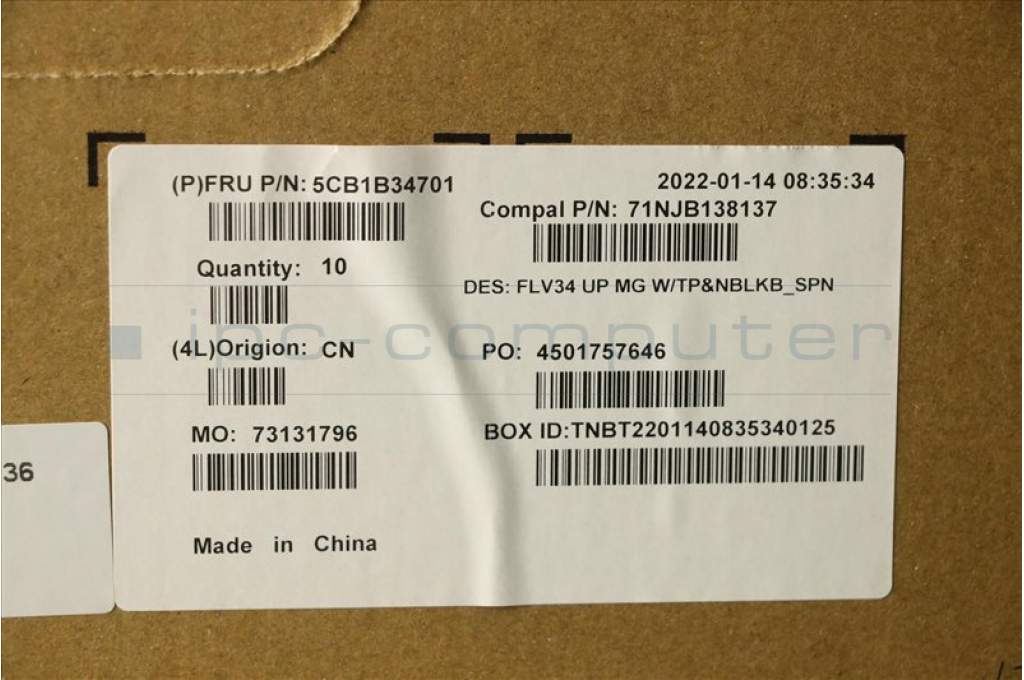 (P)FRU P/N: 5CB1B34701
2022-01-14 08:35:34
Compal P/N: 71NJB138137
Quantity: 10
DES: FLV34 UP MG W/TP&NBLKB_SPN
ipc-computer
(4L)Origion: CN
PO: 4501757646
MO: 73131796
BOX ID:TNBT2201140835340125
36
Made in China